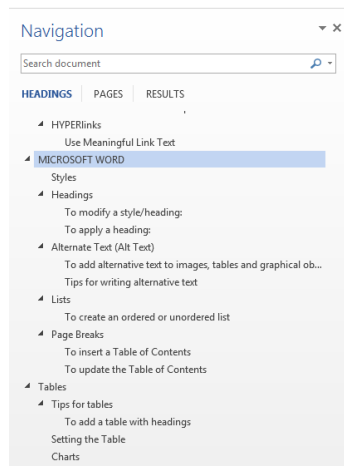 Navigation
Search document
HEADINGS PAGES RESULTS
HYPERlinks
Use Meaningful Link Text
MICROSOFT WORD
Styles
Headings
To modify a style/heading:
To apply a heading:
Alternate Text (Alt Text)
To add alternative text to images, tables and graphical ob...
Tips for writing alternative text
Lists
To create an ordered or unordered list
Page Breaks
To insert a Table of Contents
To update the Table of Contents
Tables
Tips for tables
To add a table with headings
Setting the Table
Charts